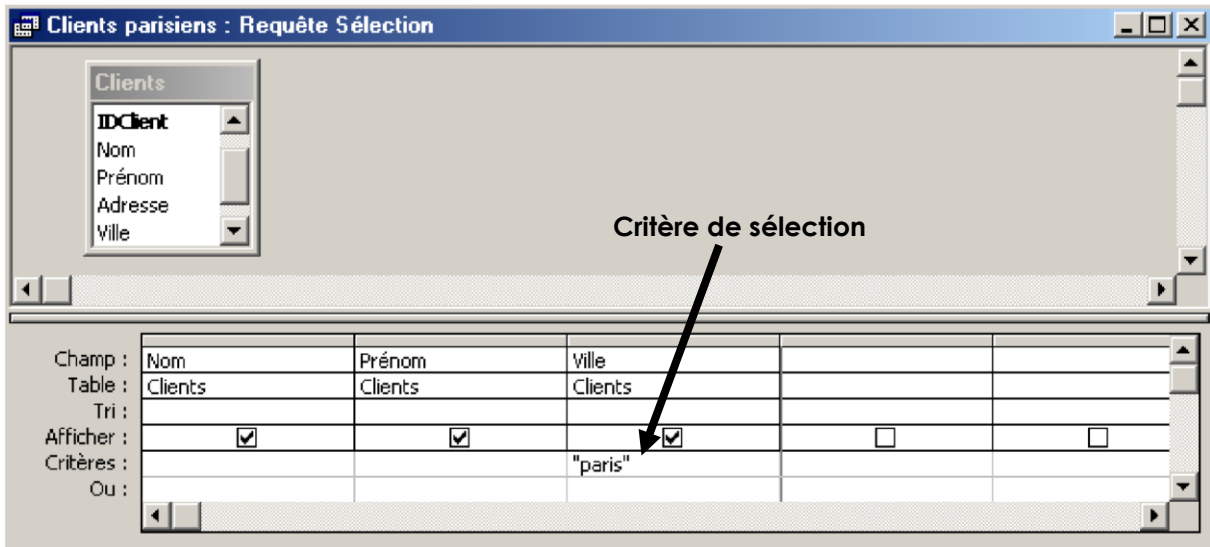 Clients parisiens : Requête Sélection
Clients
IDClient
Nom
Prénom
Adresse
Ville
Critère de sélection
Champ : Nom Prénom Ville
Table : Clients Clients Clients
Tri :
Afficher :
Critères : "paris"
Ou :